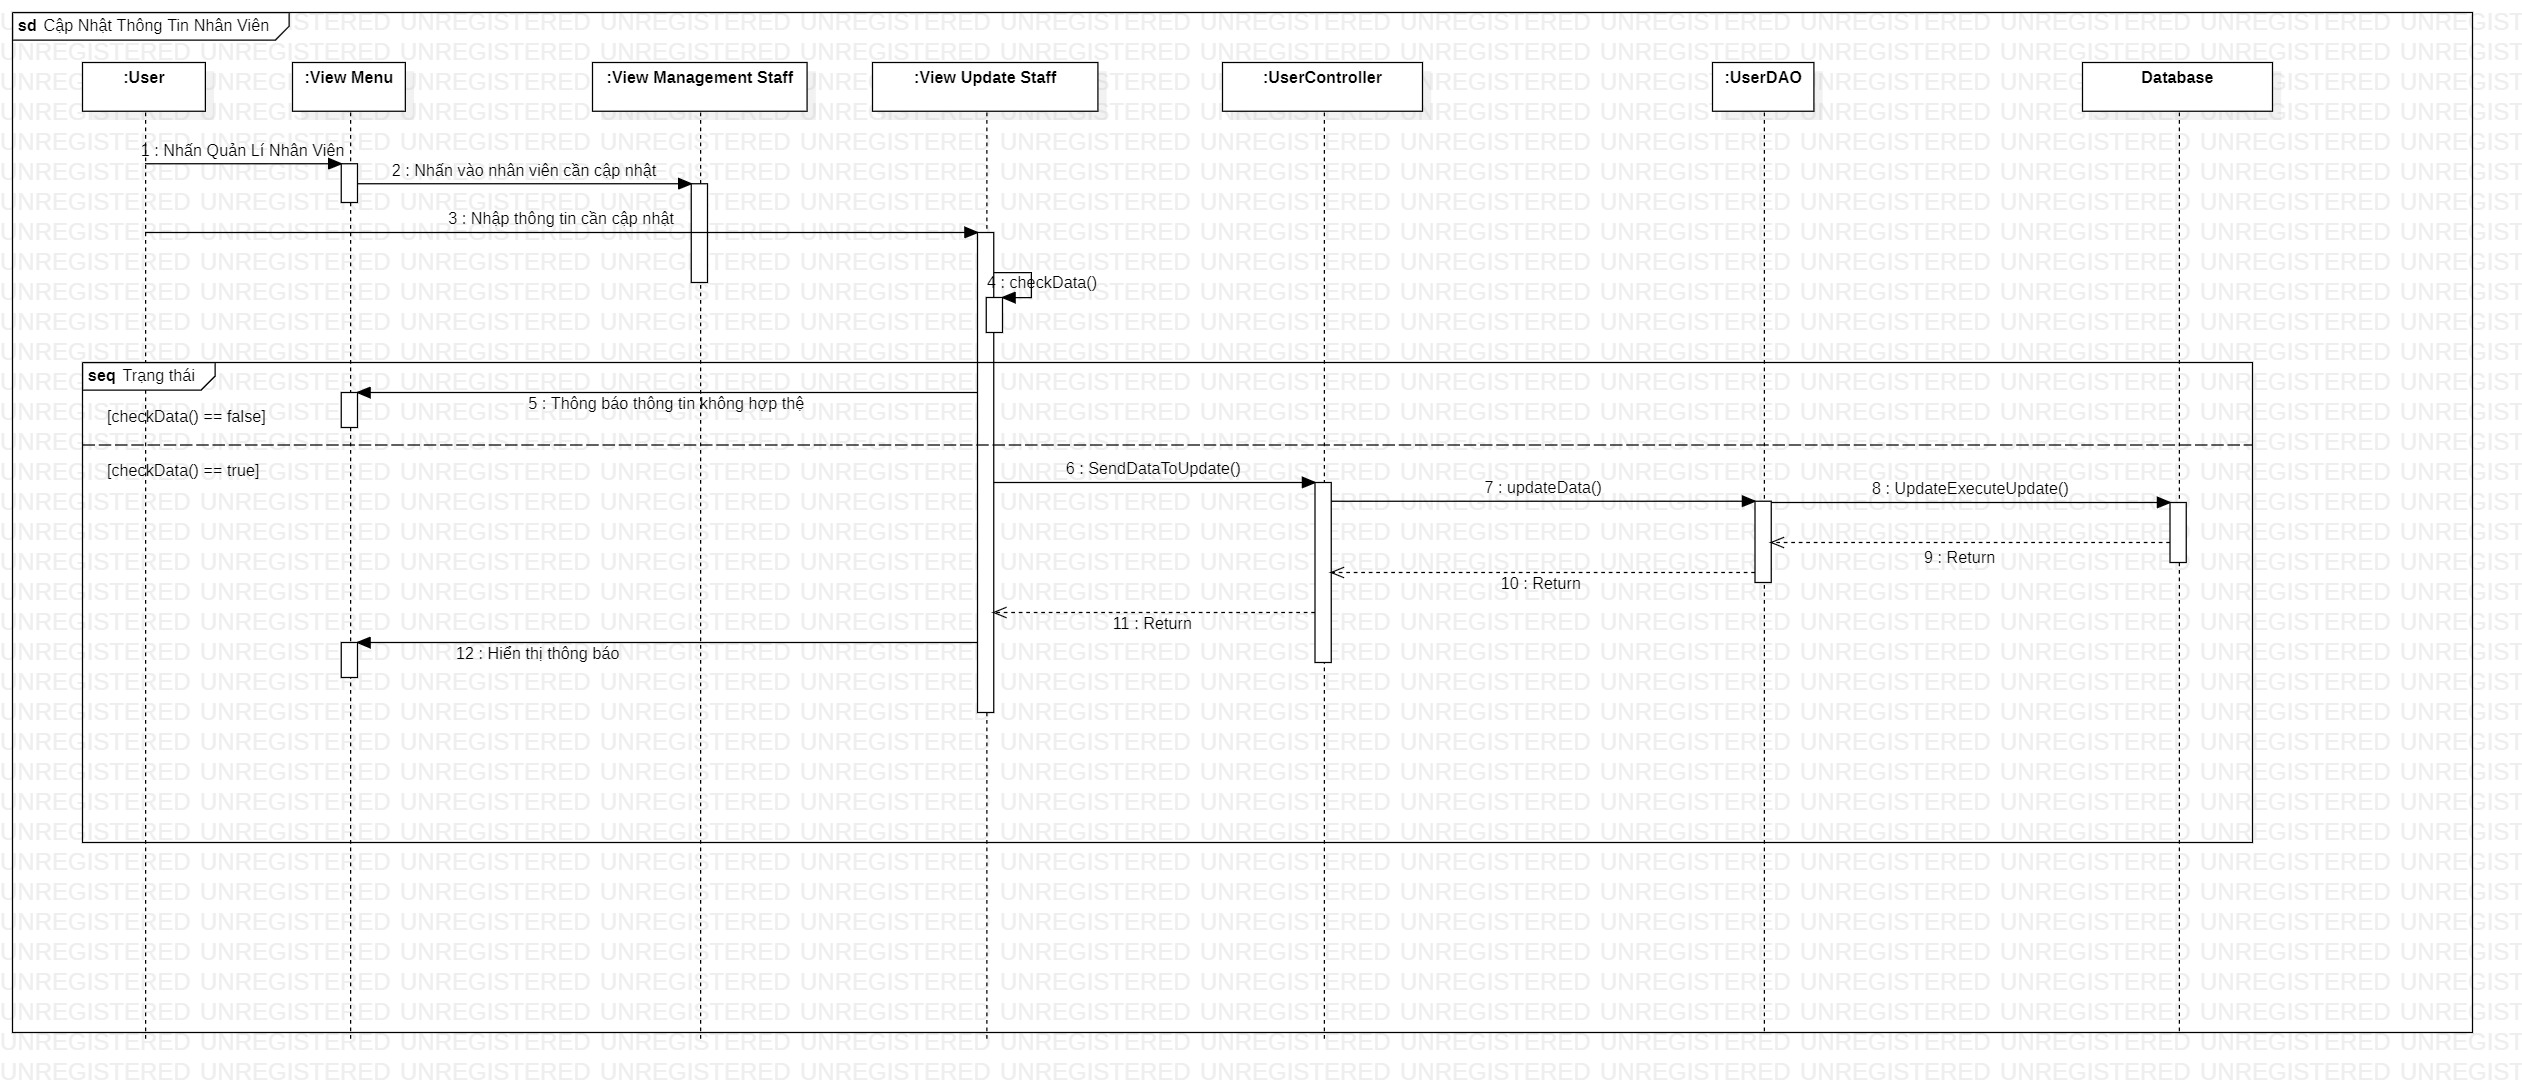 sd Cập Nhật Thông Tin Nhân Viên
:User
:View Menu
:View Management Staff
:View Update Staff
:UserController
:UserDAO
Database
1 : Nhấn Quản Lí Nhân Viên
2 : Nhấn vào nhân viên cần cập nhật
3 : Nhập thông tin cần cập nhật
4 : checkData()
seq Trạng thái
5 : Thông báo thông tin không hợp thệ
[checkData() == false]
[checkData() == true]
6 : SendDataToUpdate()
7 : updateData()
8 : UpdateExecuteUpdate()
9 : Return
10 : Return
11 : Return
12 : Hiển thị thông báo
UNREGISTERED